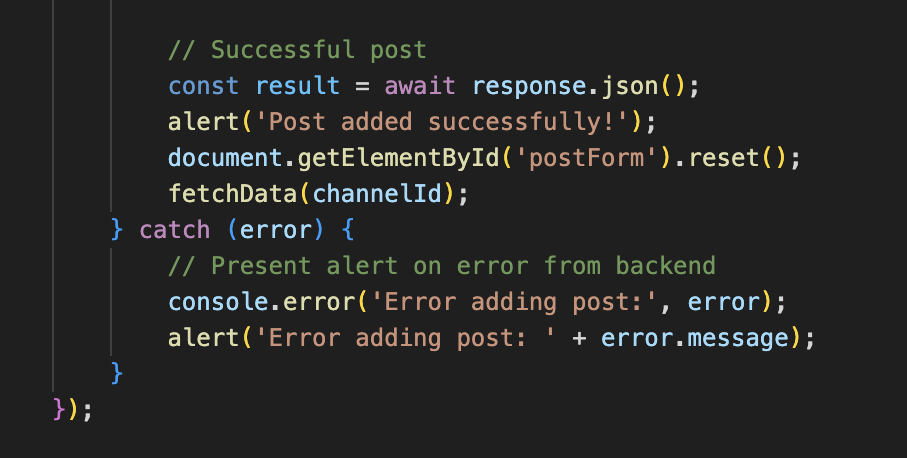 // Successful post
const result = await response.json();
alert('Post added successfully!');
document.getElementById('postForm').reset();
fetchData(channelId);
} catch (error) {
// Present alert on error from backend
console.error('Error adding post:', error);
alert('Error adding post: ' + error.message);
}
});